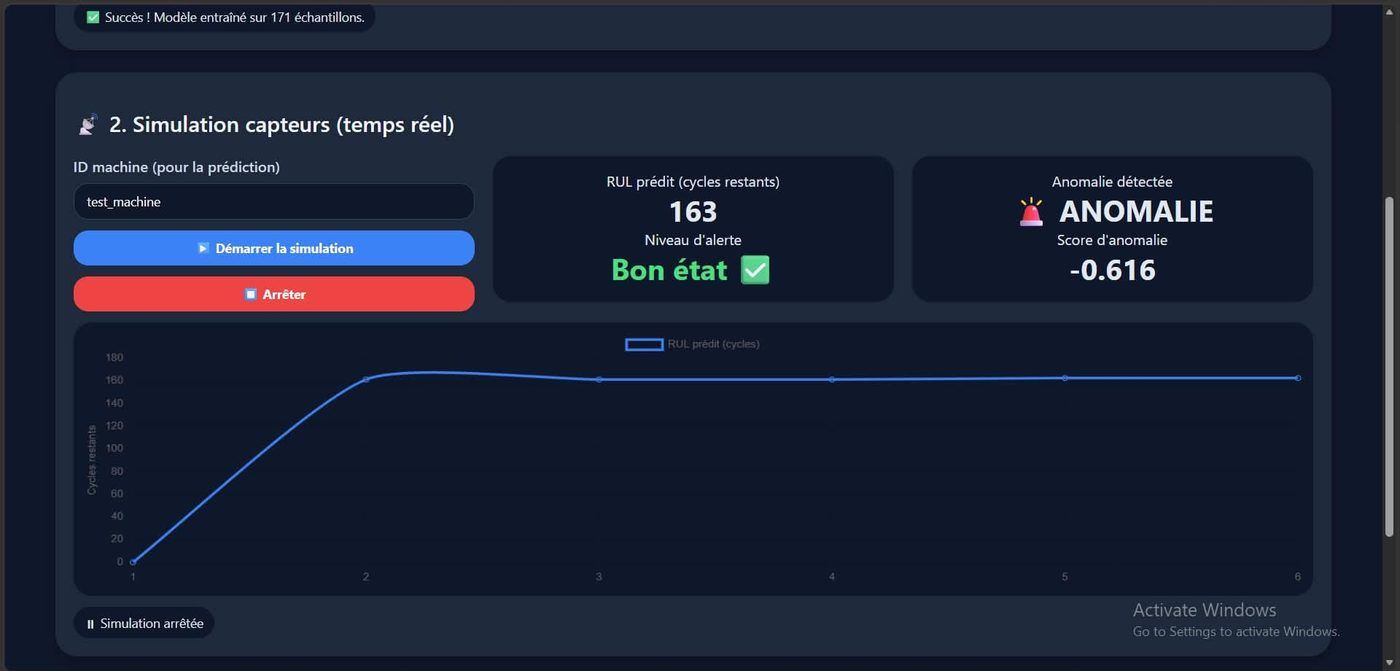 ✅ Succès ! Modèle entraîné sur 171 échantillons.
📡 2. Simulation capteurs (temps réel)
ID machine (pour la prédiction)
test_machine
▶ Démarrer la simulation
⏹ Arrêter
RUL prédit (cycles restants)
163
Niveau d'alerte
Bon état ✅
Anomalie détectée
🚨 ANOMALIE
Score d'anomalie
-0.616
RUL prédit (cycles)
Cycles restants
180
160
140
120
100
80
60
40
20
0
1 2 3 4 5 6
⏸ Simulation arrêtée
Activate Windows
Go to Settings to activate Windows.